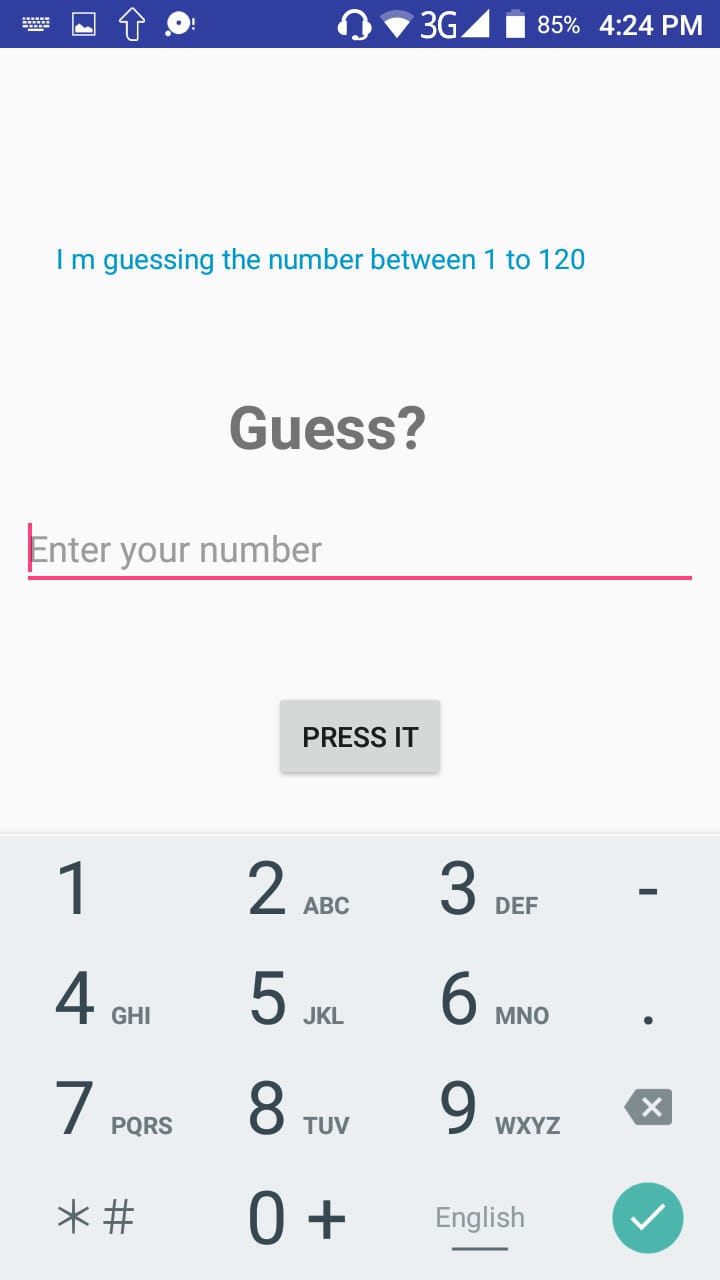 3G 85% 4:24 PM
I m guessing the number between 1 to 120
Guess?
Enter your number
PRESS IT
1 2 ABC 3 DEF -
4 GHI 5 JKL 6 MNO .
7 PQRS 8 TUV 9 WXYZ
*# 0 + English